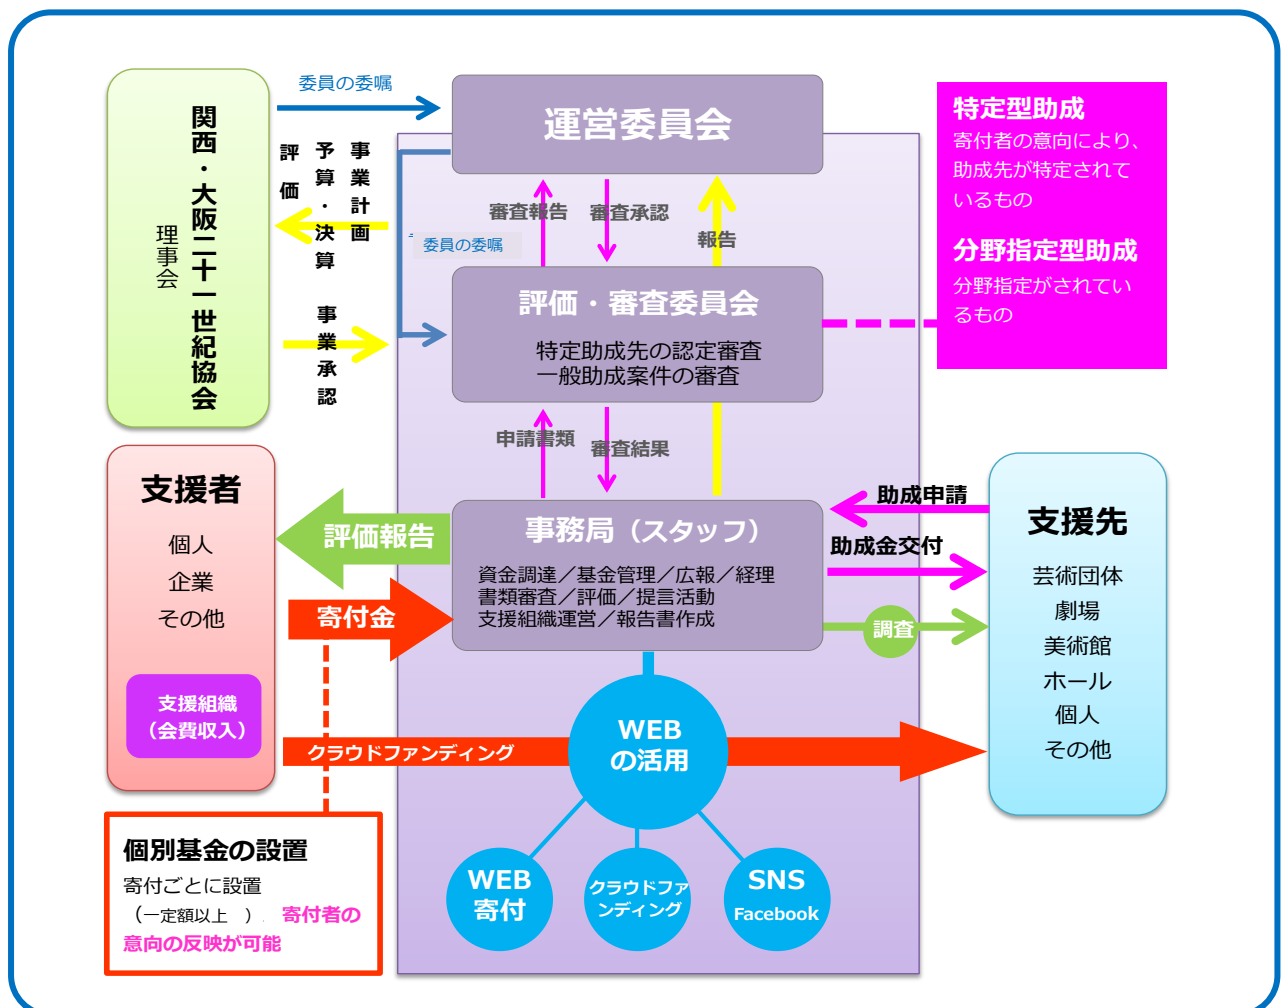 委員の委嘱
関西・大阪二十一世紀協会
理事会
事業計画
予算・決算
評価
事業承認
運営委員会
審査報告
審査承認
報告
委員の委嘱
評価・審査委員会
特定助成先の認定審査
一般助成案件の審査
特定型助成
寄付者の意向により、
助成先が特定されて
いるもの
分野指定型助成
分野指定がされてい
るもの
申請書類
審査結果
支援者
個人
企業
その他
支援組織
（会費収入）
評価報告
寄付金
事務局（スタッフ）
資金調達／基金管理／広報／経理
書類審査／評価／提言活動
支援組織運営／報告書作成
助成申請
助成金交付
調査
支援先
芸術団体
劇場
美術館
ホール
個人
その他
クラウドファンディング
WEB
の活用
WEB
寄付
クラウドファ
ンディング
SNS
Facebook
個別基金の設置
寄付ごとに設置
（一定額以上　）. 寄付者の
意向の反映が可能